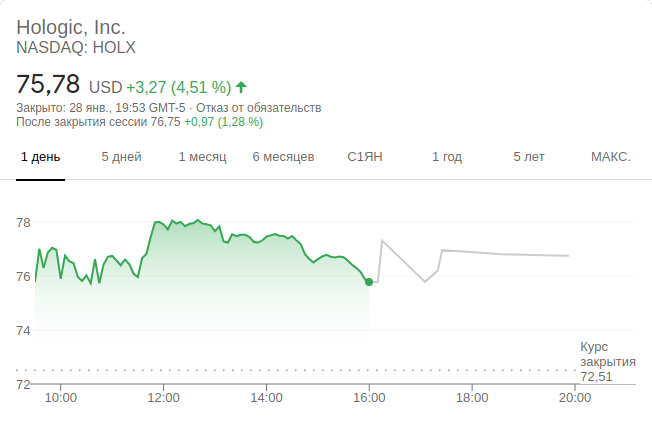 Hologic, Inc.
NASDAQ: HOLX
75,78 USD +3,27 (4,51 %)
Закрыто: 28 янв., 19:53 GMT-5 · Отказ от обязательств
После закрытия сессии 76,75 +0,97 (1,28 %)
1 день 5 дней 1 месяц 6 месяцев С1ЯН 1 год 5 лет МАКС.
78
76
74
Курс
закрытия
72,51
72
10:00 12:00 14:00 16:00 18:00 20:00